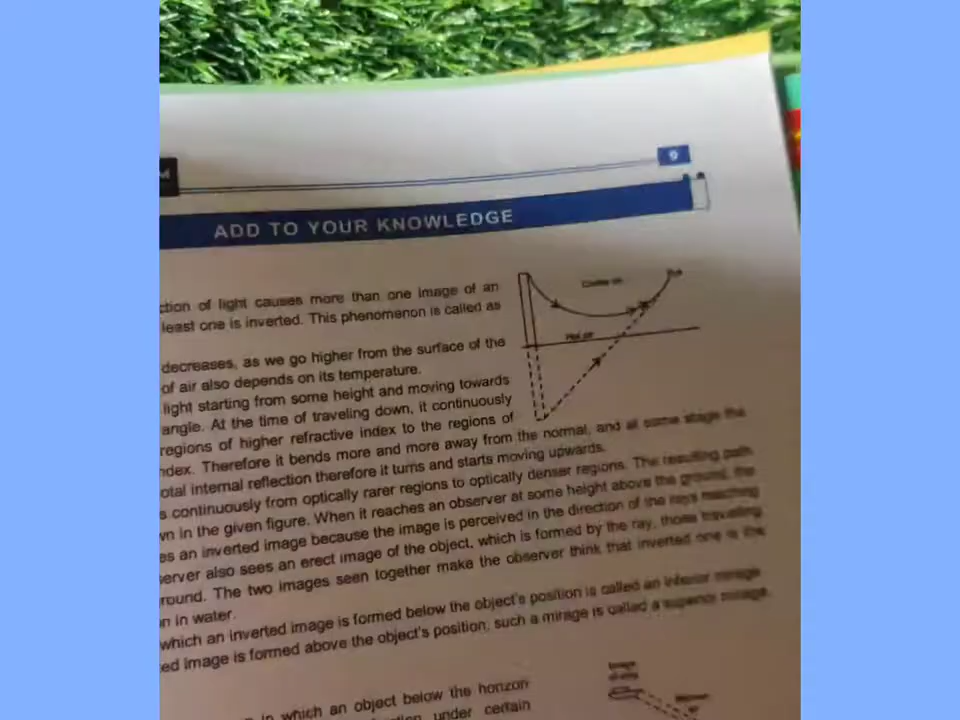 9
ADD TO YOUR KNOWLEDGE
ction of light causes more than one image of an
least one is inverted. This phenomenon is called as
decreases, as we go higher from the surface of the
of air also depends on its temperature.
light starting from some height and moving towards
angle. At the time of traveling down, it continuously
regions of higher refractive index to the regions of
ndex. Therefore it bends more and more away from the normal, and at some stage the
otal internal reflection therefore it turns and starts moving upwards.
s continuously from optically rarer regions to optically denser regions. The resulting path
wn in the given figure. When it reaches an observer at some height above the ground, the
es an inverted image because the image is perceived in the direction of the rays reaching
server also sees an erect image of the object, which is formed by the ray, those travelling
round. The two images seen together make the observer think that inverted one is the
n in water.
which an inverted image is formed below the object's position is called an inferior mirage
ed image is formed above the object's position, such a mirage is called a superior mirage.
Cooler air
Hot air
Image
in which an object below the horizon
under certain